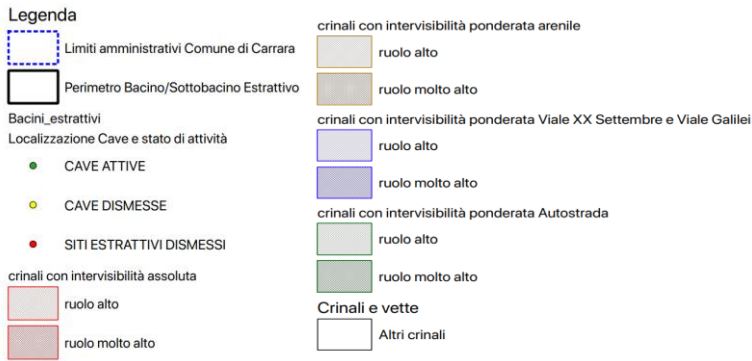 Legenda
Limiti amministrativi Comune di Carrara
Perimetro Bacino/Sottobacino Estrattivo
Bacini_estrattivi
Localizzazione Cave e stato di attività
CAVE ATTIVE
CAVE DISMESSE
SITI ESTRATTIVI DISMESSI
crinali con intervisibilità assoluta
ruolo alto
ruolo molto alto
crinali con intervisibilità ponderata arenile
ruolo alto
ruolo molto alto
crinali con intervisibilità ponderata Viale XX Settembre e Viale Galilei
ruolo alto
ruolo molto alto
crinali con intervisibilità ponderata Autostrada
ruolo alto
ruolo molto alto
Crinali e vette
Altri crinali